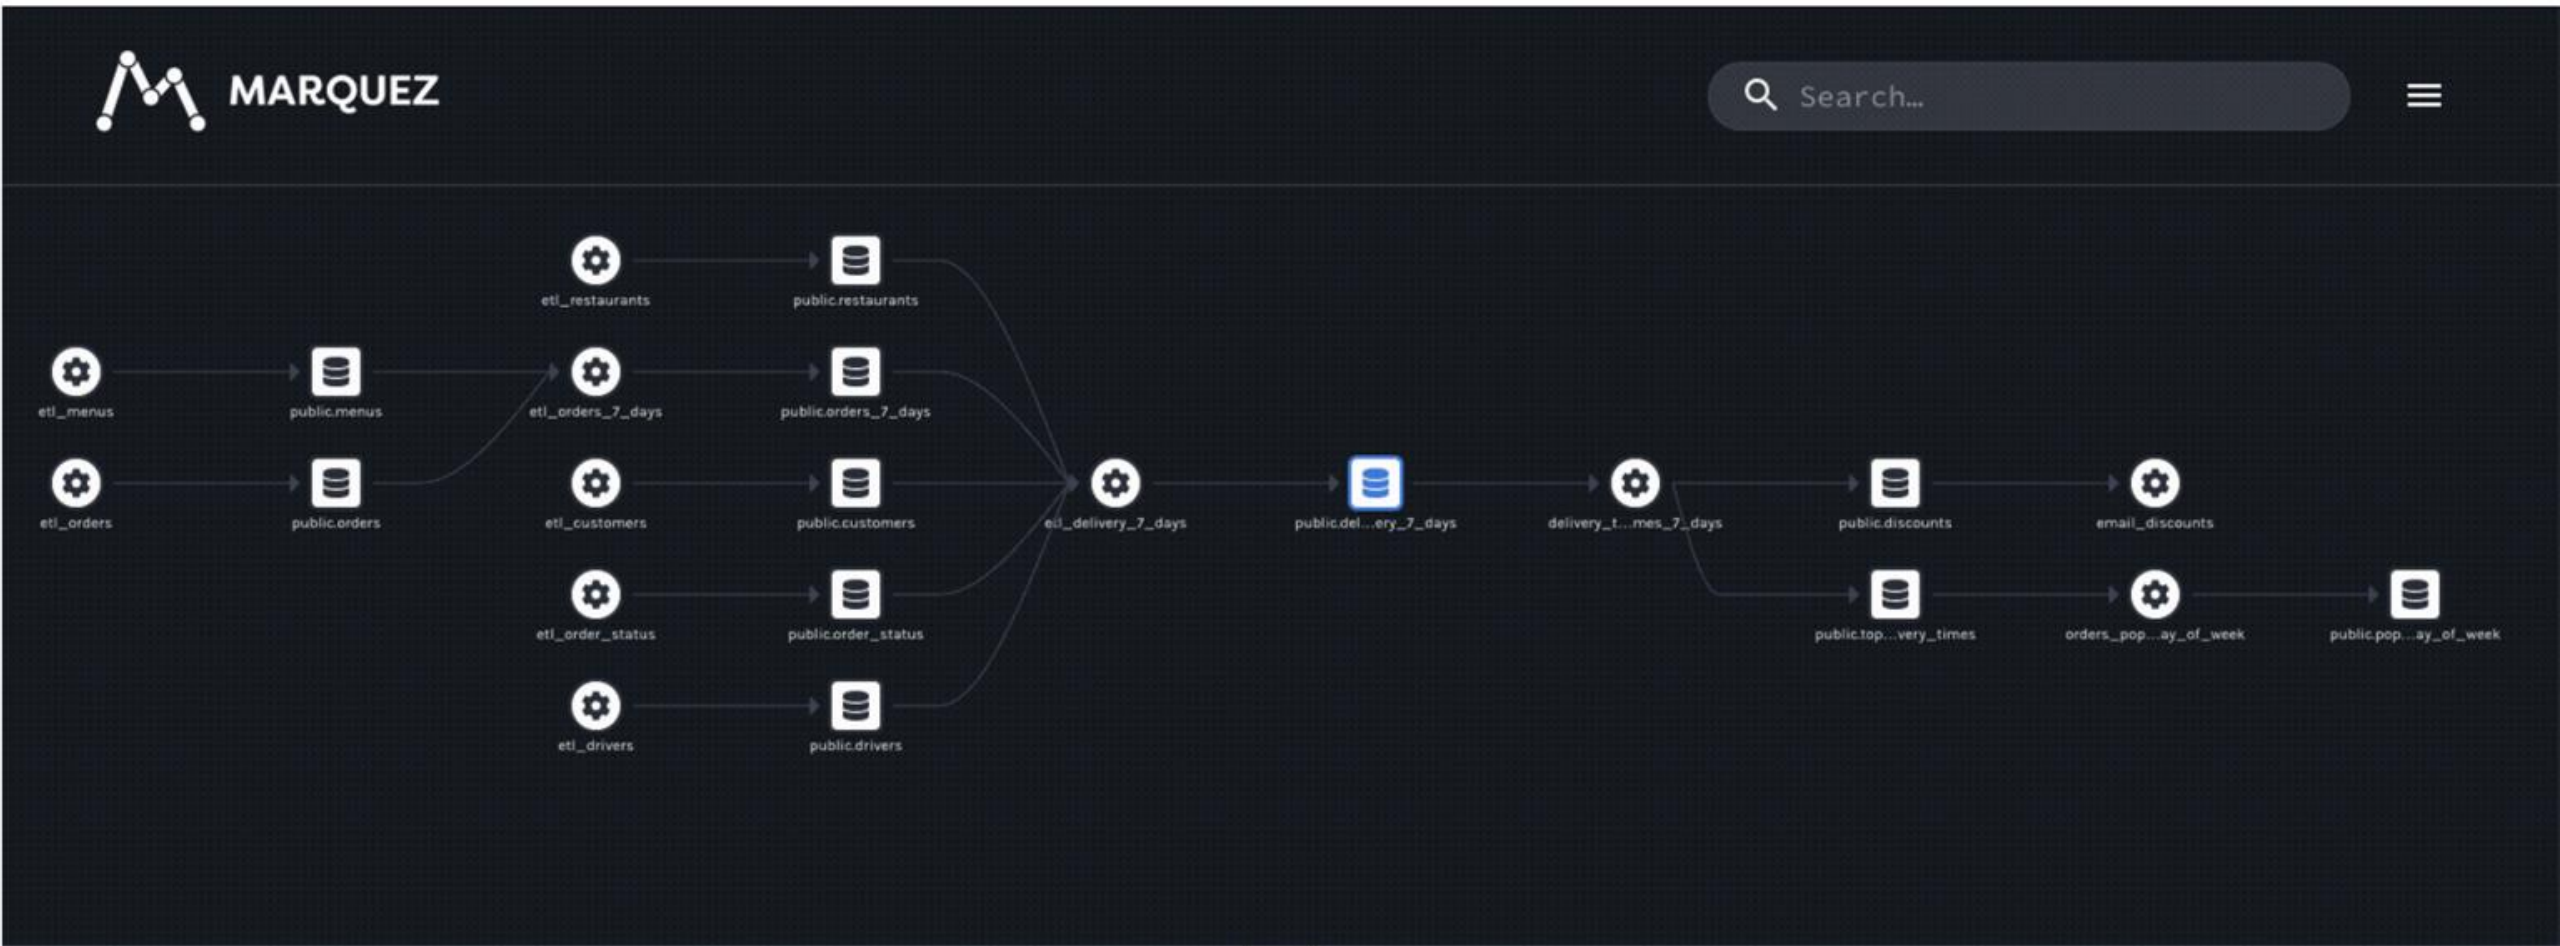 MARQUEZ
Search…
etl_restaurants
public.restaurants
etl_menus
public.menus
etl_orders_7_days
public.orders_7_days
etl_orders
public.orders
etl_customers
public.customers
etl_delivery_7_days
public.del...ery_7_days
delivery_t...mes_7_days
public.discounts
email_discounts
etl_order_status
public.order_status
public.top...very_times
orders_pop...ay_of_week
public.pop...ay_of_week
etl_drivers
public.drivers